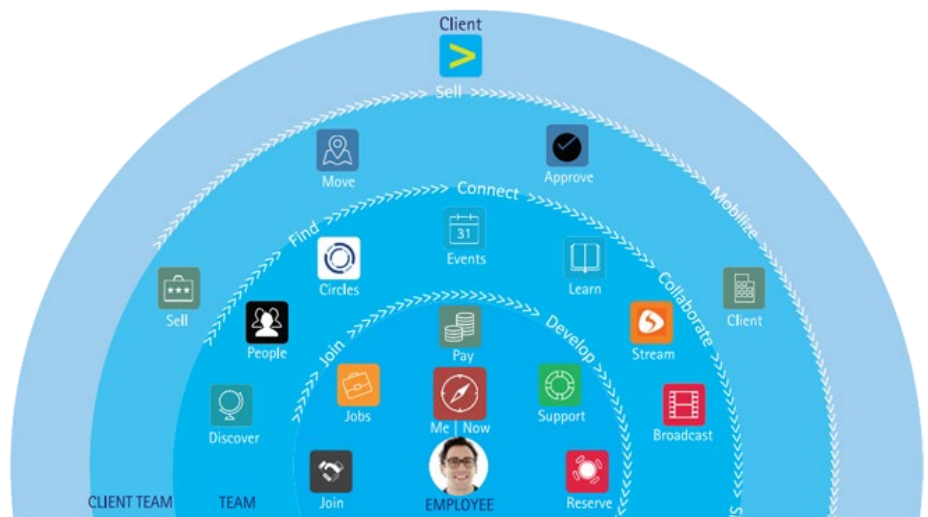 Client
Sell >>>>>>>>>>>>>>>>>>>>> Mobilize >>>>>>>>>>>>>>>>>>>>>
Move
Approve
Find >>>>>>>>>>>>>> Connect >>>>>>>>>>>>>> Collaborate >>>>>>>>>>>>>>
31
Events
Circles
Learn
Sell
Client
People
Stream
Join >>>>>>>>>>>>>>>>>>>>> Develop >>>>>>>>>>>>>>
Pay
Jobs
Me | Now
Support
Discover
Broadcast
Join
Reserve
CLIENT TEAM
TEAM
EMPLOYEE